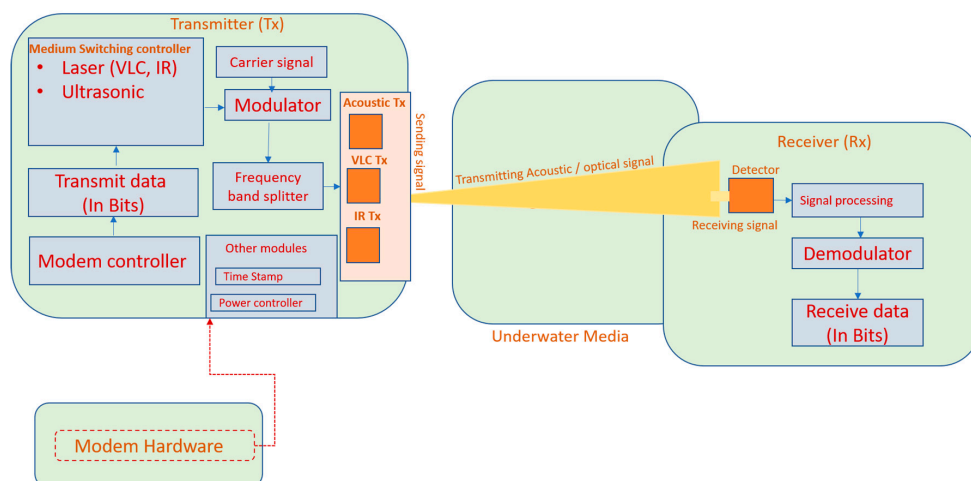 Transmitter (Tx)
Medium Switching controller
• Laser (VLC, IR)
• Ultrasonic
Carrier signal
Modulator
Frequency
band splitter
Transmit data
(In Bits)
Modem controller
Other modules
Time Stamp
Power controller
Acoustic Tx
VLC Tx
IR Tx
Sending signal
Transmitting Acoustic / optical signal
Underwater Media
Receiver (Rx)
Detector
Receiving signal
Signal processing
Demodulator
Receive data
(In Bits)
Modem Hardware